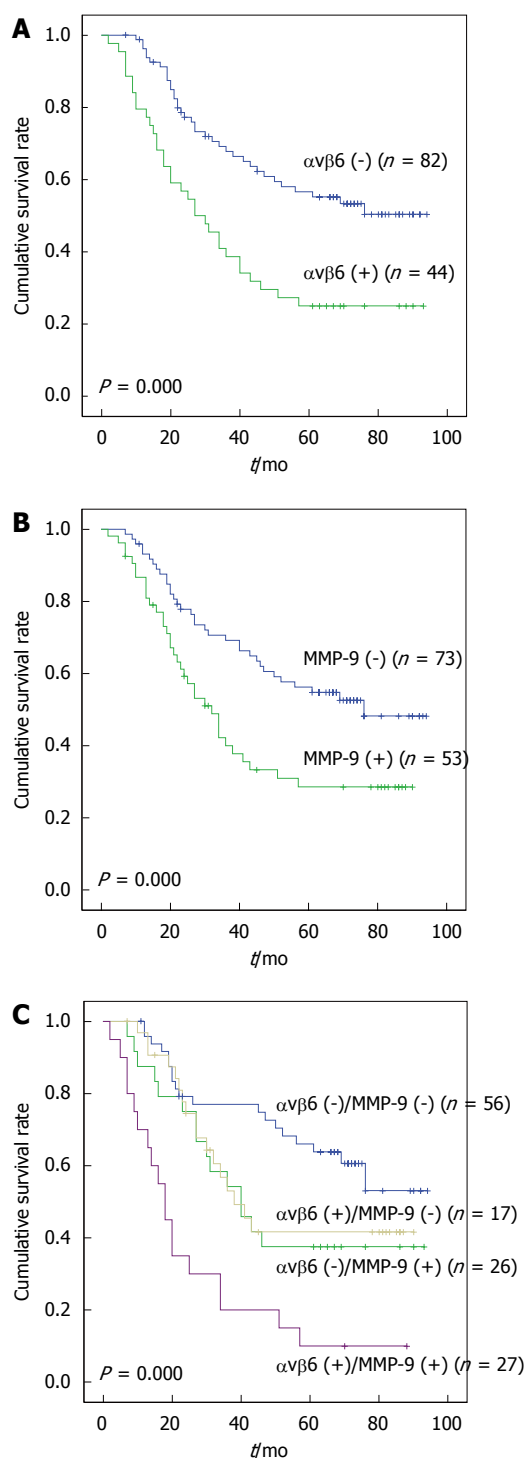 A
Cumulative survival rate
1.0
0.8
0.6
0.4
0.2
0.0
αvβ6 (-) (n = 82)
αvβ6 (+) (n = 44)
P = 0.000
0 20 40 60 80 100
t/mo
B
Cumulative survival rate
1.0
0.8
0.6
0.4
0.2
0.0
MMP-9 (-) (n = 73)
MMP-9 (+) (n = 53)
P = 0.000
0 20 40 60 80 100
t/mo
C
Cumulative survival rate
1.0
0.8
0.6
0.4
0.2
0.0
αvβ6 (-)/MMP-9 (-) (n = 56)
αvβ6 (+)/MMP-9 (-) (n = 17)
αvβ6 (-)/MMP-9 (+) (n = 26)
αvβ6 (+)/MMP-9 (+) (n = 27)
P = 0.000
0 20 40 60 80 100
t/mo